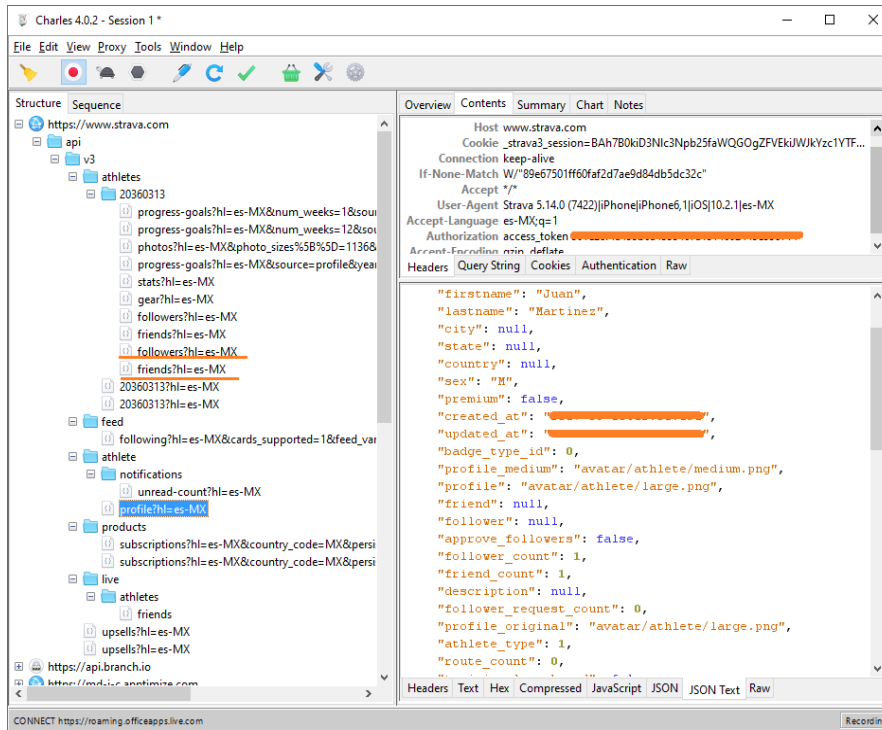 Charles 4.0.2 - Session 1 *
File Edit View Proxy Tools Window Help
Structure Sequence
https://www.strava.com
api
v3
athletes
20360313
progress-goals?hl=es-MX&num_weeks=1&sour
progress-goals?hl=es-MX&num_weeks=12&sou
photos?hl=es-MX&photo_sizes%5B%5D=1136&
progress-goals?hl=es-MX&source=profile&yea
stats?hl=es-MX
gear?hl=es-MX
followers?hl=es-MX
friends?hl=es-MX
followers?hl=es-MX
friends?hl=es-MX
20360313?hl=es-MX
20360313?hl=es-MX
feed
following?hl=es-MX&cards_supported=1&feed_var
athlete
notifications
unread-count?hl=es-MX
profile?hl=es-MX
products
subscriptions?hl=es-MX&country_code=MX&persi
subscriptions?hl=es-MX&country_code=MX&persi
live
athletes
friends
upsells?hl=es-MX
upsells?hl=es-MX
https://api.branch.io
https://md-i-c.apptimize.com
Overview Contents Summary Chart Notes
Host www.strava.com
Cookie _strava3_session=BAh7B0kiD3Nlc3Npb25faWQGOgZFVEkiJWJkYzc1YTF...
Connection keep-alive
If-None-Match W/"89e67501ff60faf2d7ae9d84db5dc32c"
Accept */*
User-Agent Strava 5.14.0 (7422)|iPhone|iPhone6,1|iOS|10.2.1|es-MX
Accept-Language es-MX;q=1
Authorization access_token
Accept-Encoding gzip, deflate
Headers Query String Cookies Authentication Raw
"firstname": "Juan",
"lastname": "Martinez",
"city": null,
"state": null,
"country": null,
"sex": "M",
"premium": false,
"created_at": "
",
"updated_at": "
",
"badge_type_id": 0,
"profile_medium": "avatar/athlete/medium.png",
"profile": "avatar/athlete/large.png",
"friend": null,
"follower": null,
"approve_followers": false,
"follower_count": 1,
"friend_count": 1,
"description": null,
"follower_request_count": 0,
"profile_original": "avatar/athlete/large.png",
"athlete_type": 1,
"route_count": 0,
Headers Text Hex Compressed JavaScript JSON JSON Text Raw
CONNECT https://roaming.officeapps.live.com
Recordin